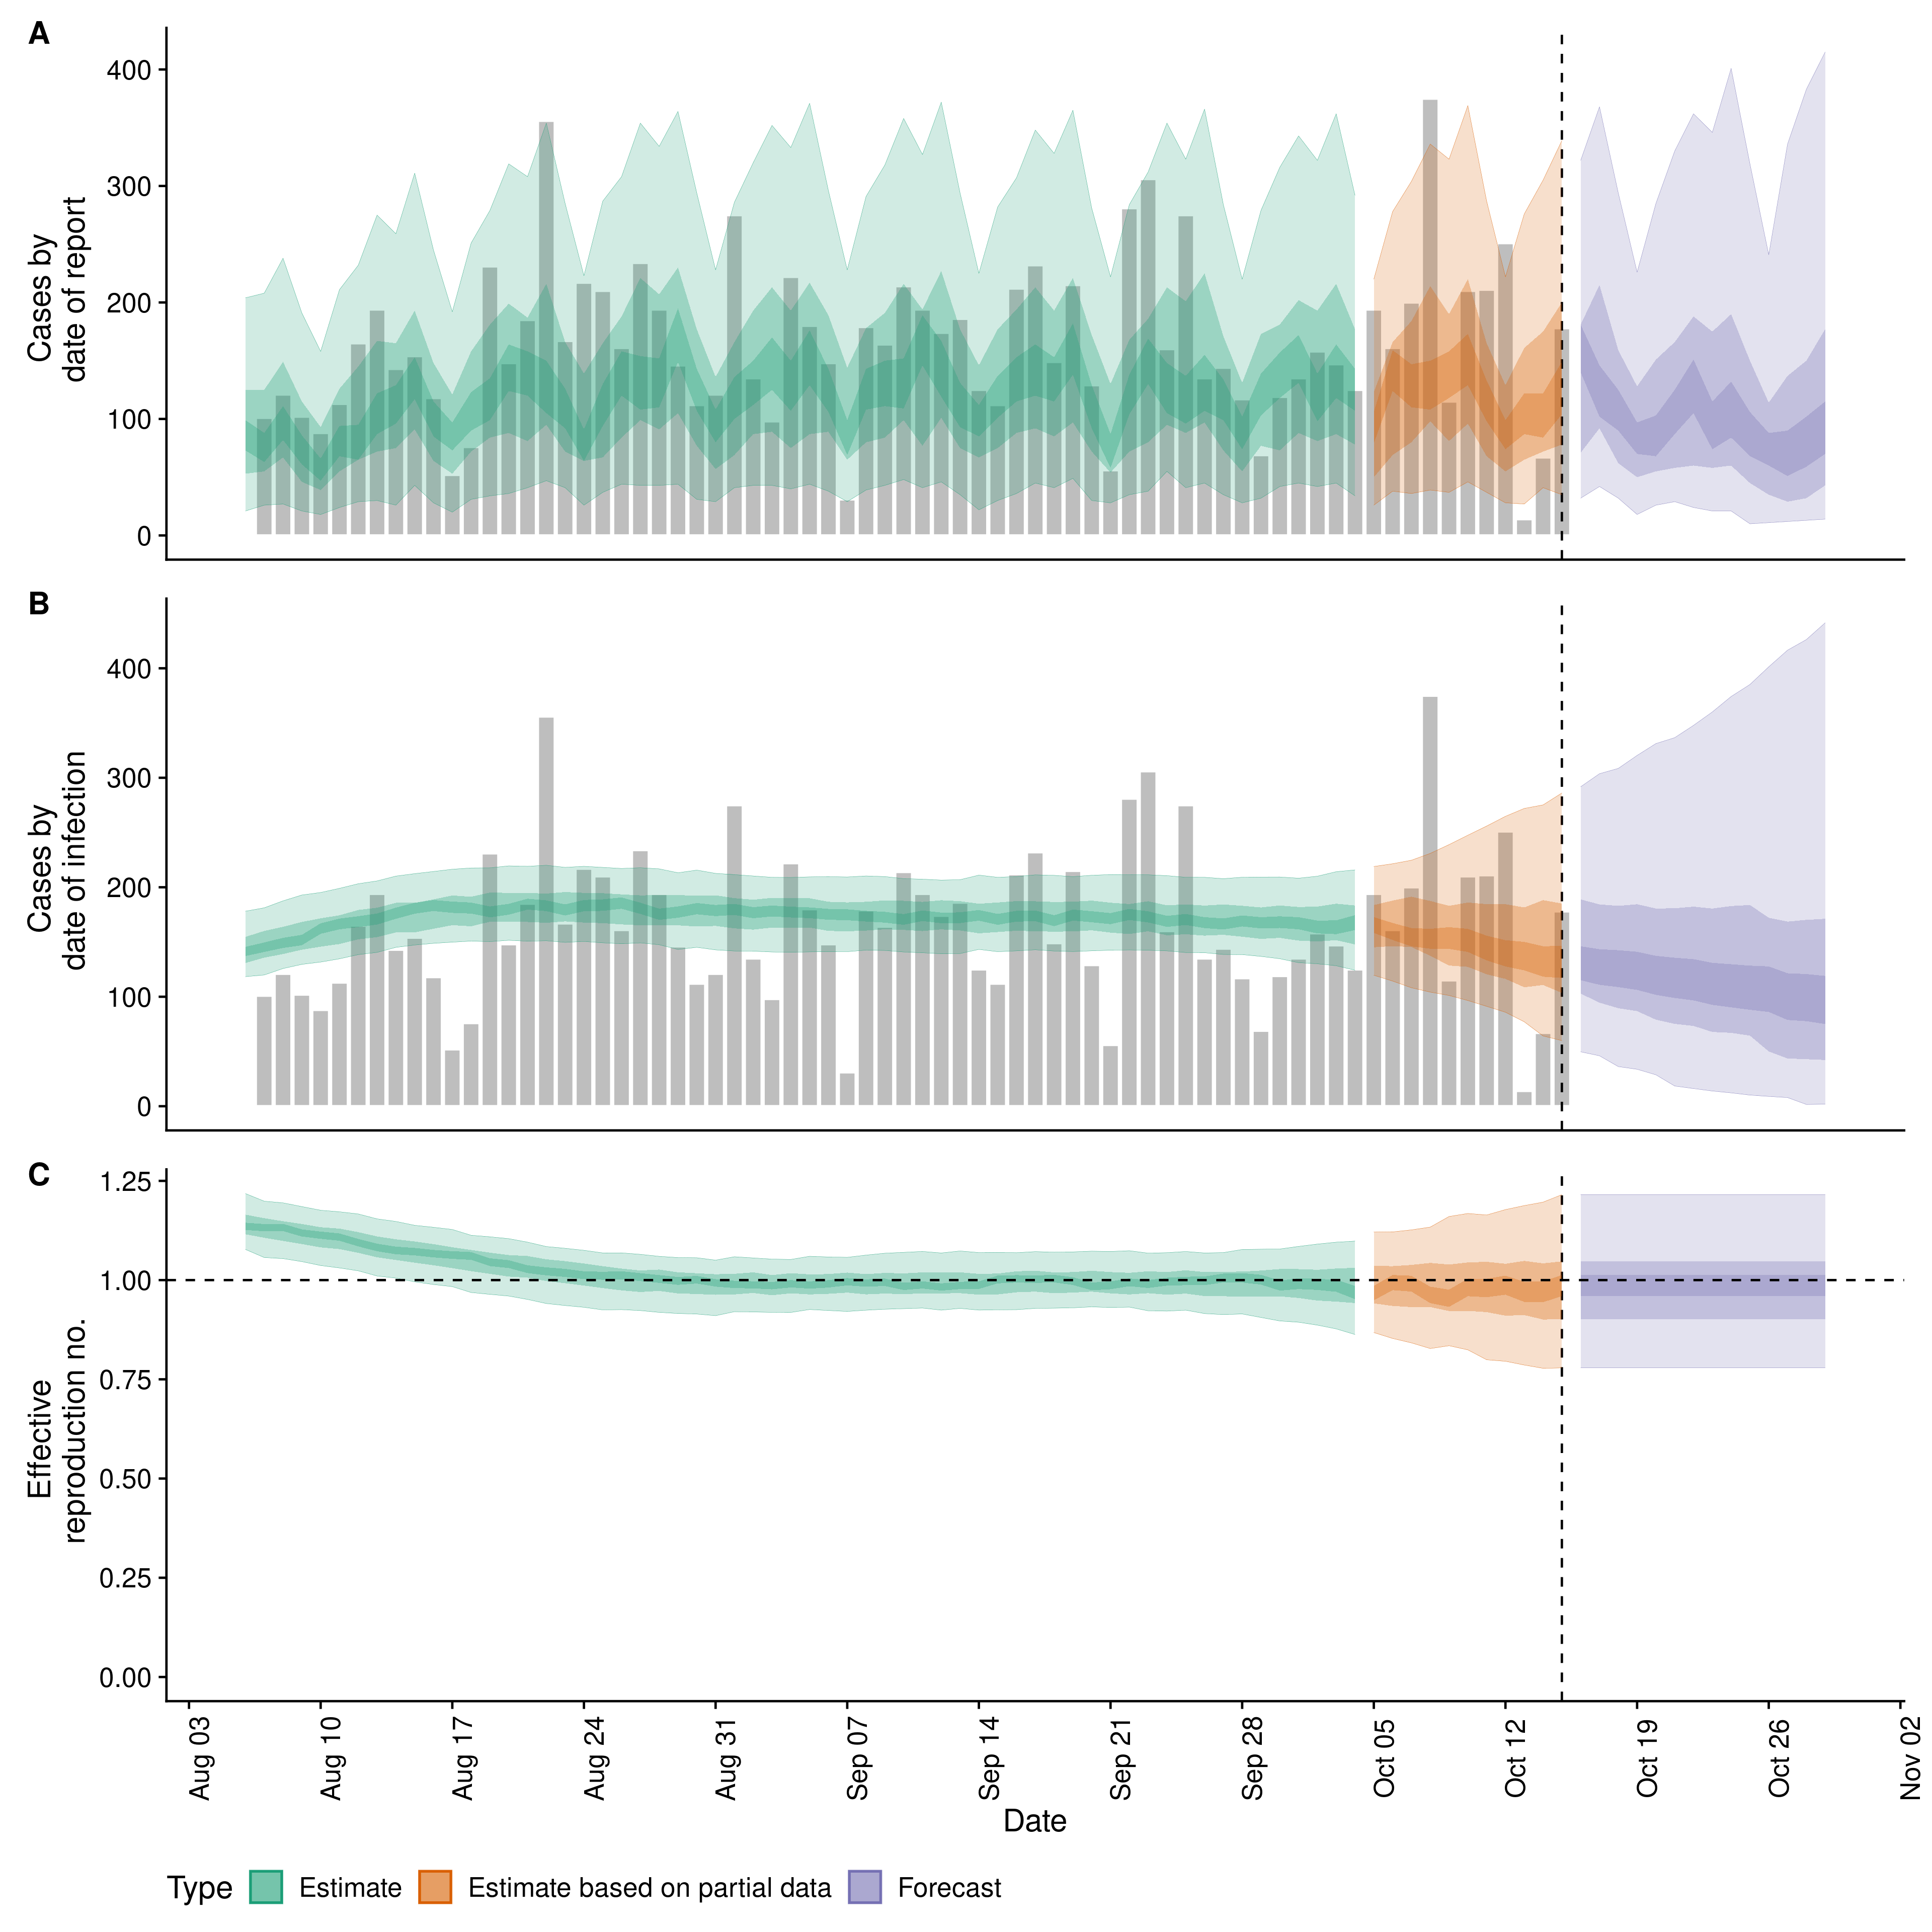 A
400
300
200
100
0
Cases by
date of report
B
400
300
200
100
0
Cases by
date of infection
C
1.25
1.00
0.75
0.50
0.25
0.00
Effective
reproduction no.
Aug 03
Aug 10
Aug 17
Aug 24
Aug 31
Sep 07
Sep 14
Sep 21
Sep 28
Oct 05
Oct 12
Oct 19
Oct 26
Nov 02
Date
Type Estimate Estimate based on partial data Forecast